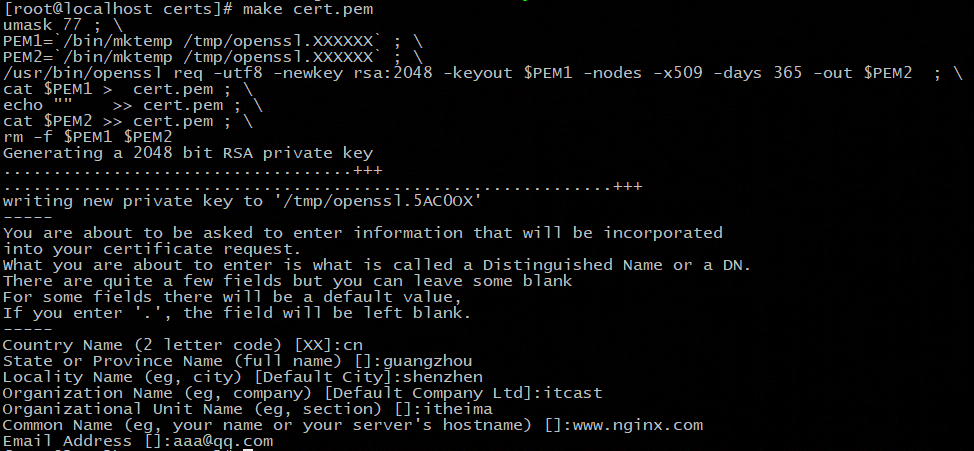 [root@localhost certs]# make cert.pem
umask 77 ; \
PEM1=`/bin/mktemp /tmp/openssl.XXXXXX` ; \
PEM2=`/bin/mktemp /tmp/openssl.XXXXXX` ; \
/usr/bin/openssl req -utf8 -newkey rsa:2048 -keyout $PEM1 -nodes -x509 -days 365 -out $PEM2  ; \
cat $PEM1 >  cert.pem ; \
echo ""    >> cert.pem ; \
cat $PEM2 >> cert.pem ; \
rm -f $PEM1 $PEM2
Generating a 2048 bit RSA private key
..................................+++
...........................................................+++
writing new private key to '/tmp/openssl.5ACOOX'
-----
You are about to be asked to enter information that will be incorporated
into your certificate request.
What you are about to enter is what is called a Distinguished Name or a DN.
There are quite a few fields but you can leave some blank
For some fields there will be a default value,
If you enter '.', the field will be left blank.
-----
Country Name (2 letter code) [XX]:cn
State or Province Name (full name) []:guangzhou
Locality Name (eg, city) [Default City]:shenzhen
Organization Name (eg, company) [Default Company Ltd]:itcast
Organizational Unit Name (eg, section) []:itheima
Common Name (eg, your name or your server's hostname) []:www.nginx.com
Email Address []:aaa@qq.com